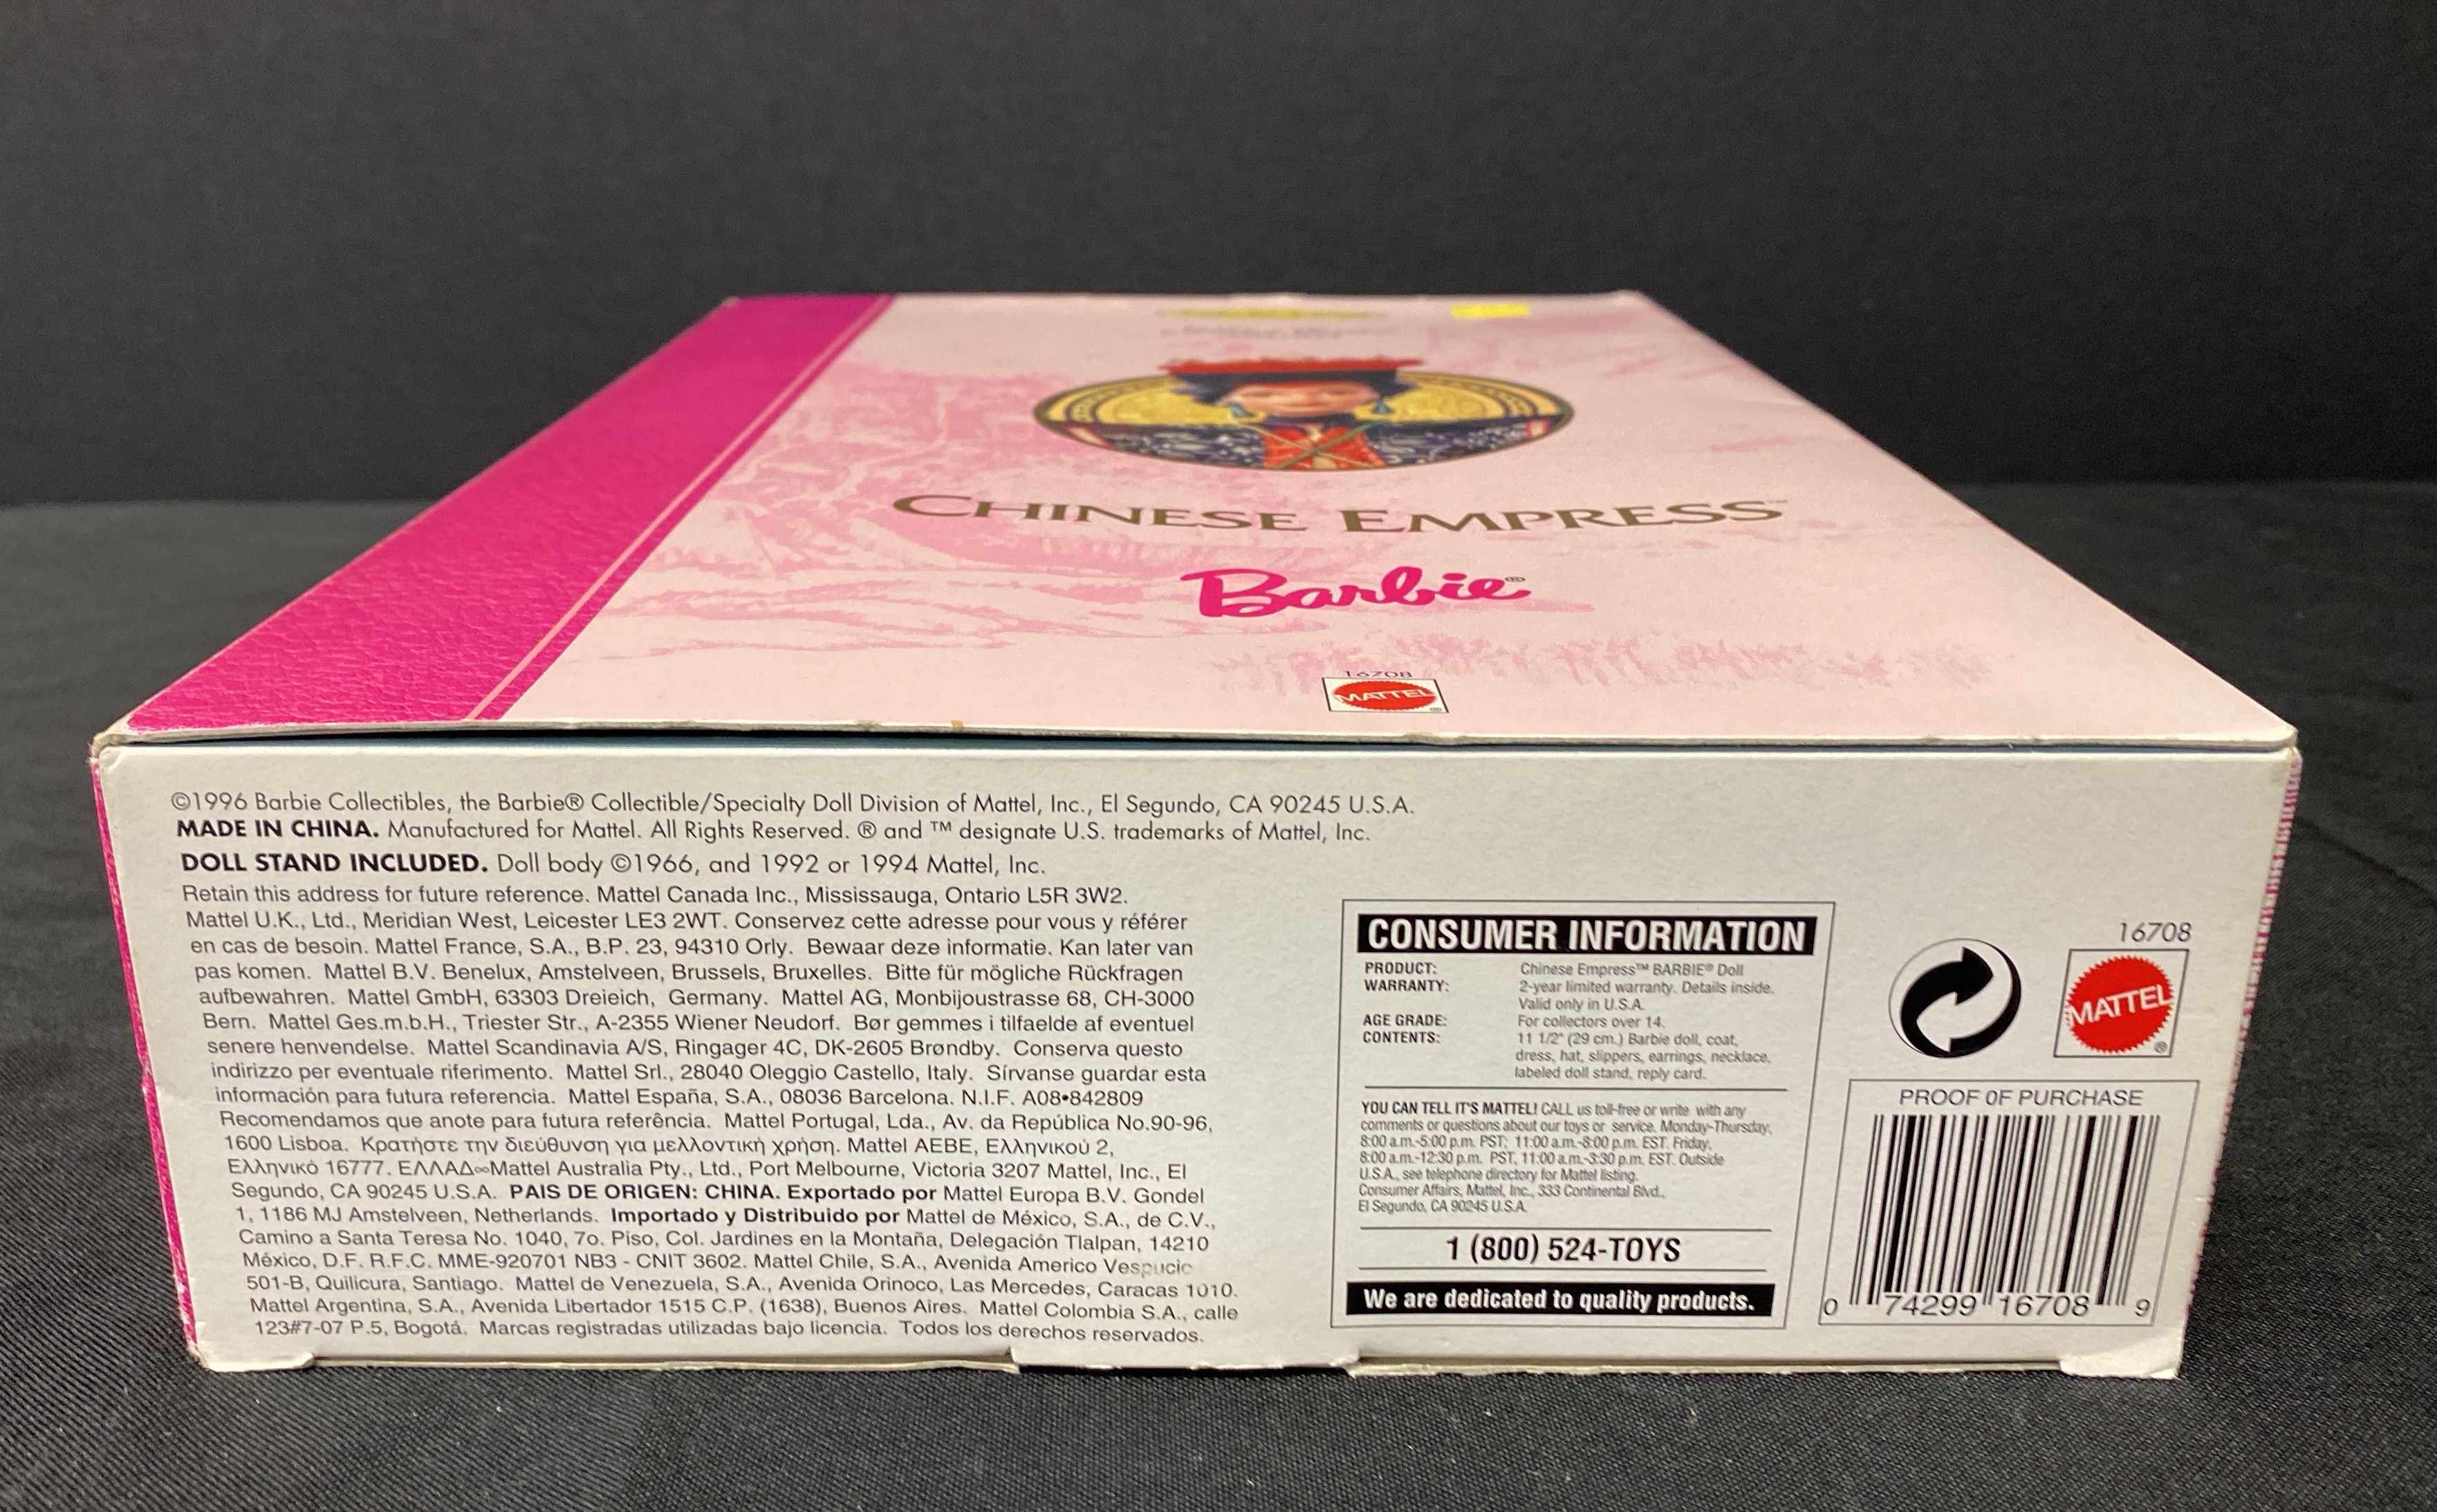 CHINESE EMPRESS™
Barbie®
16708
MATTEL®
©1996 Barbie Collectibles, the Barbie® Collectible/Specialty Doll Division of Mattel, Inc., El Segundo, CA 90245 U.S.A.
MADE IN CHINA. Manufactured for Mattel. All Rights Reserved. ® and ™ designate U.S. trademarks of Mattel, Inc.
DOLL STAND INCLUDED. Doll body ©1966, and 1992 or 1994 Mattel, Inc.
Retain this address for future reference. Mattel Canada Inc., Mississauga, Ontario L5R 3W2.
Mattel U.K., Ltd., Meridian West, Leicester LE3 2WT. Conservez cette adresse pour vous y référer
en cas de besoin. Mattel France, S.A., B.P. 23, 94310 Orly. Bewaar deze informatie. Kan later van
pas komen. Mattel B.V. Benelux, Amstelveen, Brussels, Bruxelles. Bitte für mögliche Rückfragen
aufbewahren. Mattel GmbH, 63303 Dreieich, Germany. Mattel AG, Monbijoustrasse 68, CH-3000
Bern. Mattel Ges.m.b.H., Triester Str., A-2355 Wiener Neudorf. Bør gemmes i tilfaelde af eventuel
senere henvendelse. Mattel Scandinavia A/S, Ringager 4C, DK-2605 Brøndby. Conserva questo
indirizzo per eventuale riferimento. Mattel Srl., 28040 Oleggio Castello, Italy. Sírvanse guardar esta
información para futura referencia. Mattel España, S.A., 08036 Barcelona. N.I.F. A08•842809
Recomendamos que anote para futura referência. Mattel Portugal, Lda., Av. da República No.90-96,
1600 Lisboa. Κρατήστε την διεύθυνση για μελλοντική χρήση. Mattel AEBE, Ελληνικού 2,
Ελληνικό 16777. ΕΛΛΑΔ∞Mattel Australia Pty., Ltd., Port Melbourne, Victoria 3207 Mattel, Inc., El
Segundo, CA 90245 U.S.A. PAIS DE ORIGEN: CHINA. Exportado por Mattel Europa B.V. Gondel
1, 1186 MJ Amstelveen, Netherlands. Importado y Distribuido por Mattel de México, S.A., de C.V.,
Camino a Santa Teresa No. 1040, 7o. Piso, Col. Jardines en la Montaña, Delegación Tlalpan, 14210
México, D.F. R.F.C. MME-920701 NB3 - CNIT 3602. Mattel Chile, S.A., Avenida Americo Vespucio
501-B, Quilicura, Santiago. Mattel de Venezuela, S.A., Avenida Orinoco, Las Mercedes, Caracas 1010.
Mattel Argentina, S.A., Avenida Libertador 1515 C.P. (1638), Buenos Aires. Mattel Colombia S.A., calle
123#7-07 P.5, Bogotá. Marcas registradas utilizadas bajo licencia. Todos los derechos reservados.
CONSUMER INFORMATION
PRODUCT: Chinese Empress™ BARBIE® Doll
WARRANTY: 2-year limited warranty. Details inside.
Valid only in U.S.A.
AGE GRADE: For collectors over 14.
CONTENTS: 11 1/2" (29 cm.) Barbie doll, coat,
dress, hat, slippers, earrings, necklace,
labeled doll stand, reply card.
YOU CAN TELL IT'S MATTEL! CALL us toll-free or write with any
comments or questions about our toys or service. Monday-Thursday,
8:00 a.m.-5:00 p.m. PST; 11:00 a.m.-8:00 p.m. EST. Friday,
8:00 a.m.-12:30 p.m. PST, 11:00 a.m.-3:30 p.m. EST. Outside
U.S.A., see telephone directory for Mattel listing.
Consumer Affairs, Mattel, Inc., 333 Continental Blvd.,
El Segundo, CA 90245 U.S.A.
1 (800) 524-TOYS
We are dedicated to quality products.
16708
MATTEL®
PROOF OF PURCHASE
0 74299 16708 9